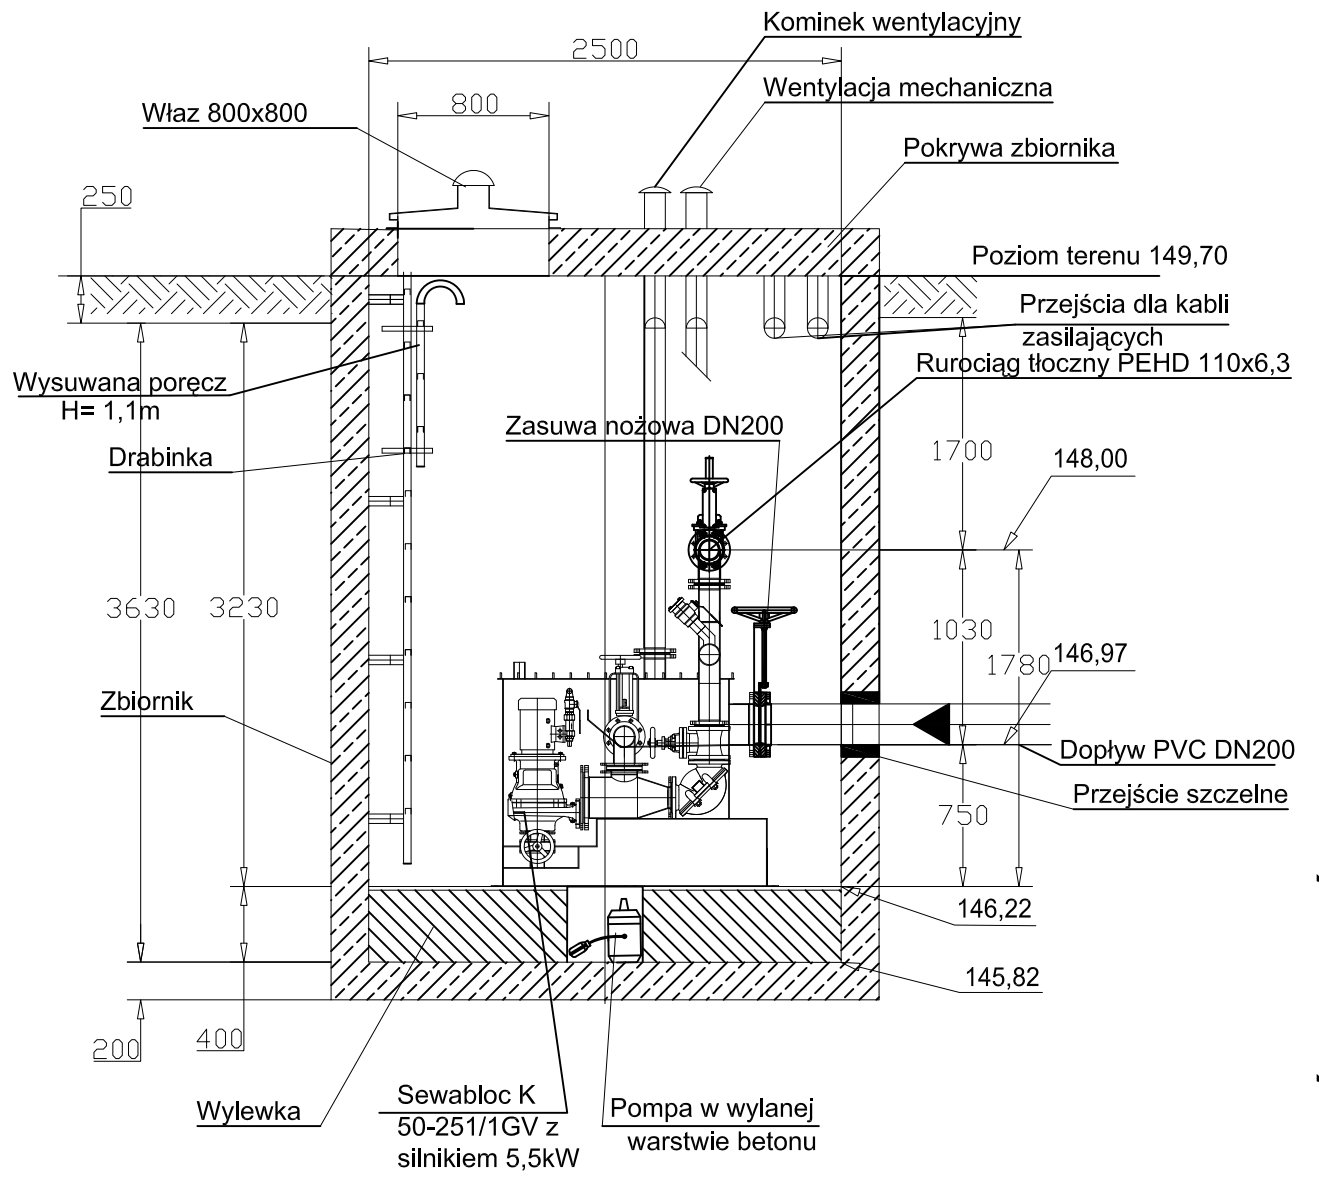 Kominek wentylacyjny
2500
Wentylacja mechaniczna
800
Właz 800x800
Pokrywa zbiornika
250
Poziom terenu 149,70
Przejścia dla kabli
zasilających
Rurociąg tłoczny PEHD 110x6,3
Wysuwana poręcz
H= 1,1m
Zasuwa nożowa DN200
Drabinka
1700
148,00
3630
3230
1030
1780
146,97
Zbiornik
Dopływ PVC DN200
Przejście szczelne
750
146,22
145,82
200
400
Wylewka
Sewabloc K
50-251/1GV z
silnikiem 5,5kW
Pompa w wylanej
warstwie betonu